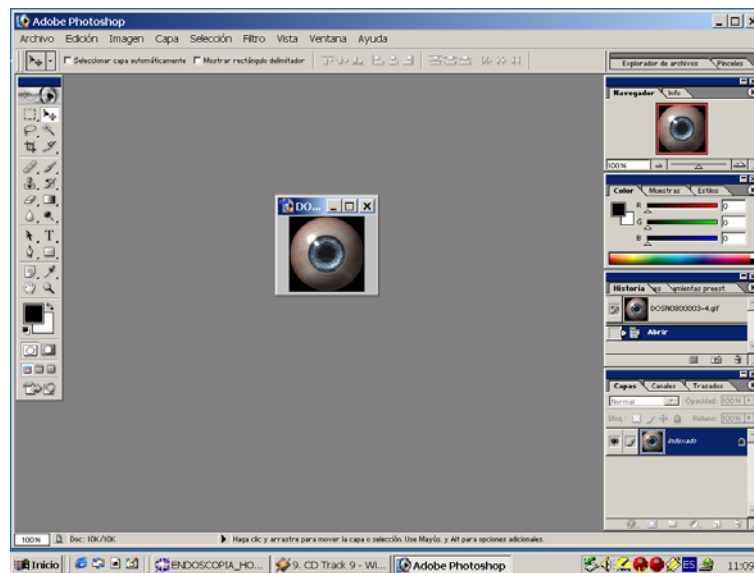 Adobe Photoshop
Archivo Edición Imagen Capa Selección Filtro Vista Ventana Ayuda
Seleccionar capa automáticamente Mostrar rectángulo delimitador
Explorador de archivos Pinceles
Navegador Info
100%
DO...
Color Muestras Estilos
R 0
G 0
B 0
Historia
DOSN0800003-4.gif
Abrir
Capas Canales Trazados
Normal Opacidad: 100%
Bloq.: Relleno: 100%
Indexado
100% Doc: 10K/10K Haga clic y arrastre para mover la capa o selección. Use Mayús. y Alt para opciones adicionales.
Inicio ENDOSCOPIA_HO... 9. CD Track 9 - Wi... Adobe Photoshop ES